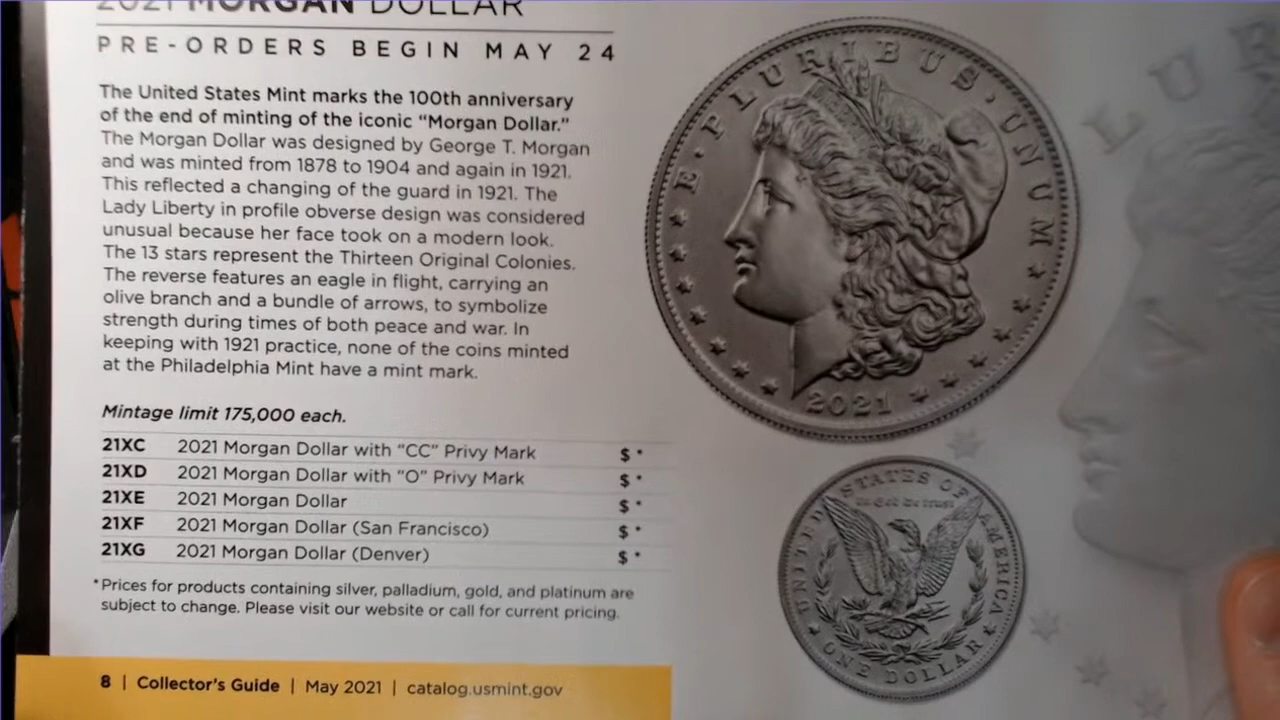 2021 MORGAN DOLLAR
PRE-ORDERS BEGIN MAY 24
The United States Mint marks the 100th anniversary
of the end of minting of the iconic “Morgan Dollar.”
The Morgan Dollar was designed by George T. Morgan
and was minted from 1878 to 1904 and again in 1921.
This reflected a changing of the guard in 1921. The
Lady Liberty in profile obverse design was considered
unusual because her face took on a modern look.
The 13 stars represent the Thirteen Original Colonies.
The reverse features an eagle in flight, carrying an
olive branch and a bundle of arrows, to symbolize
strength during times of both peace and war. In
keeping with 1921 practice, none of the coins minted
at the Philadelphia Mint have a mint mark.
Mintage limit 175,000 each.
21XC 2021 Morgan Dollar with “CC” Privy Mark $ *
21XD 2021 Morgan Dollar with “O” Privy Mark $ *
21XE 2021 Morgan Dollar $ *
21XF 2021 Morgan Dollar (San Francisco) $ *
21XG 2021 Morgan Dollar (Denver) $ *
*Prices for products containing silver, palladium, gold, and platinum are
subject to change. Please visit our website or call for current pricing.
8 | Collector's Guide | May 2021 | catalog.usmint.gov
E · PLURIBUS · UNUM
2021
UNITED STATES OF AMERICA
In God We Trust
ONE DOLLAR
LUR